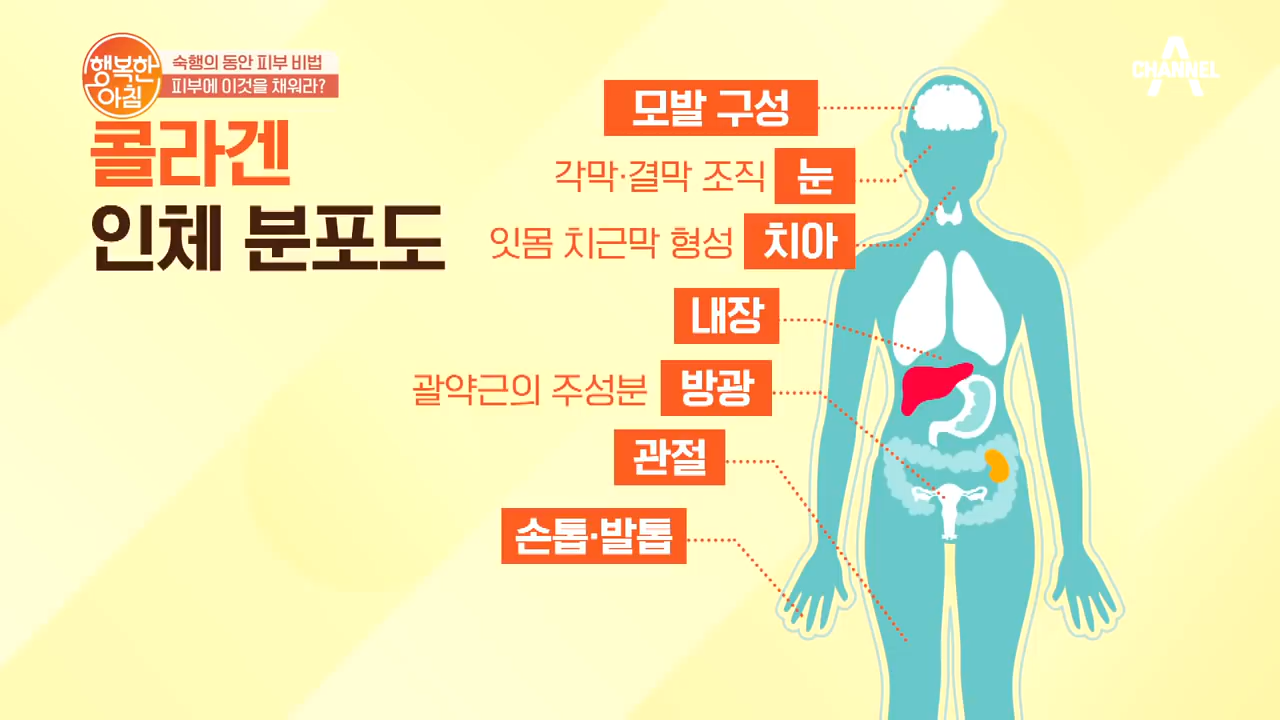 행복한
아침
숙행의 동안 피부 비법
피부에 이것을 채워라?
CHANNEL A
콜라겐
인체 분포도
모발 구성
각막·결막 조직 눈
잇몸 치근막 형성 치아
내장
괄약근의 주성분 방광
관절
손톱·발톱